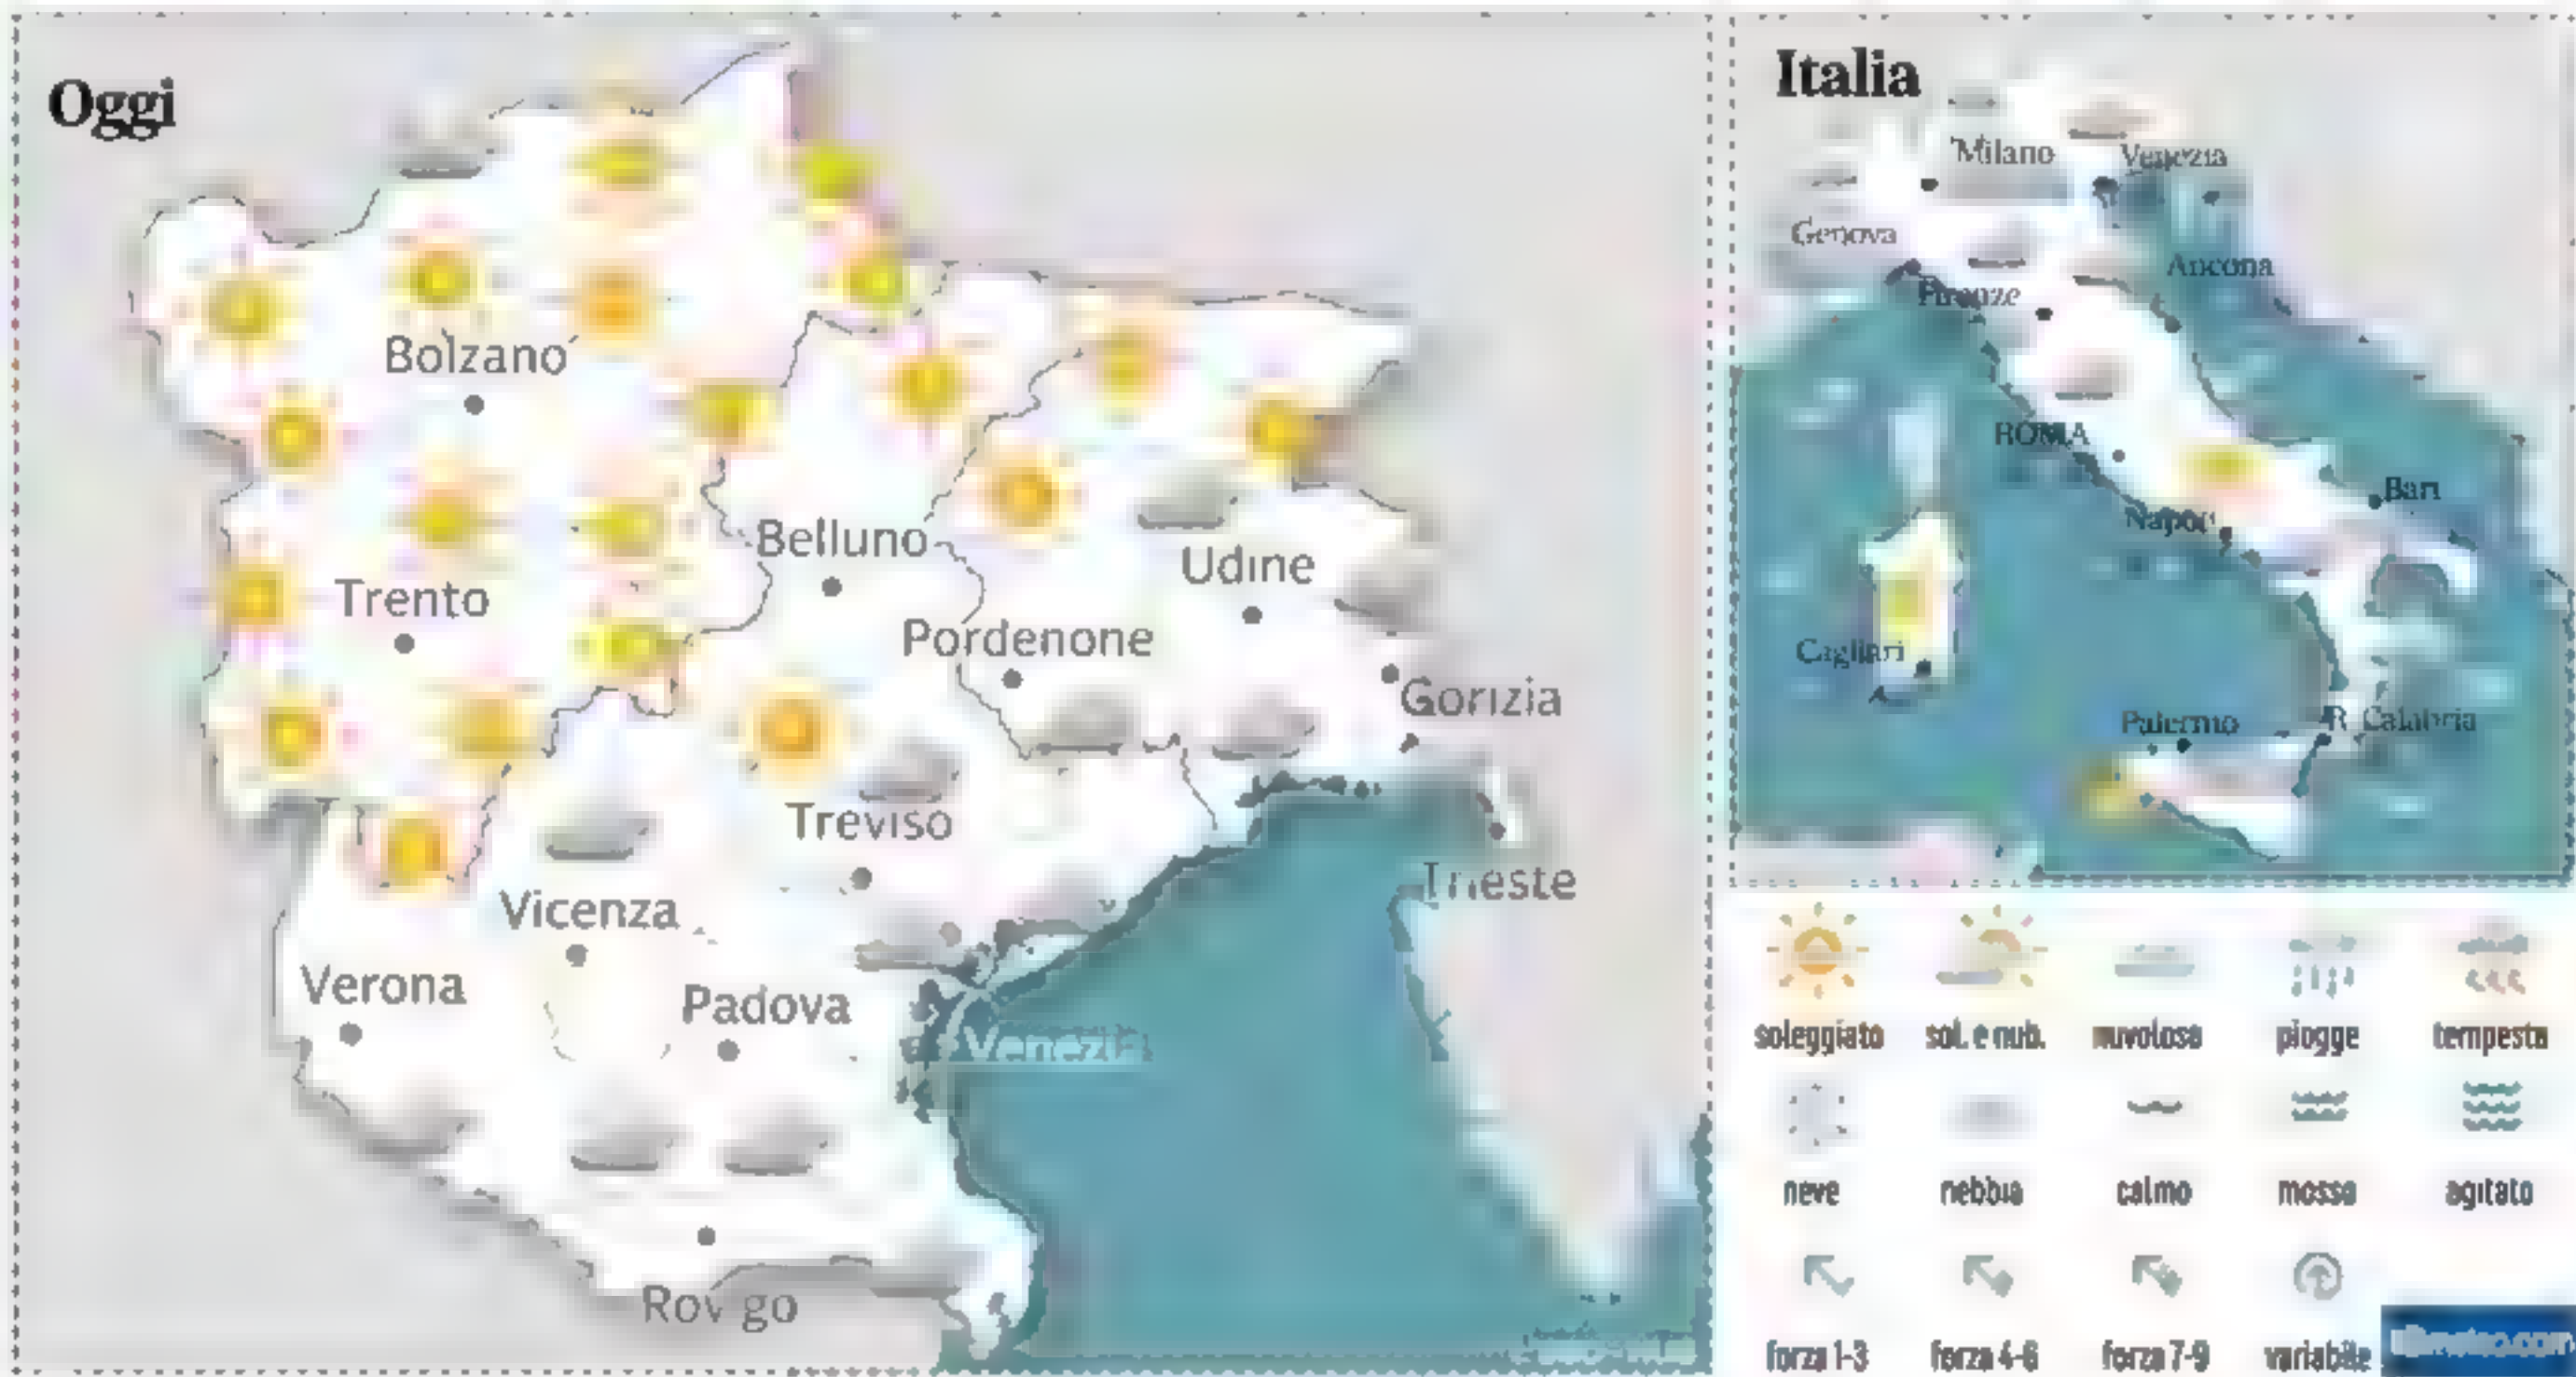 Oggi
Bolzano
Belluno
Udine
Trento
Pordenone
Gorizia
Treviso
Trieste
Vicenza
Verona
Padova
Venezia
Rovigo
Italia
Milano
Venezia
Genova
Ancona
Firenze
ROMA
Bari
Napoli
Cagliari
Palermo
R. Calabria
soleggiato sol. e nub. nuvoloso piogge tempesta
neve nebbia calmo mosso agitato
forza 1-3 forza 4-6 forza 7-9 variabile